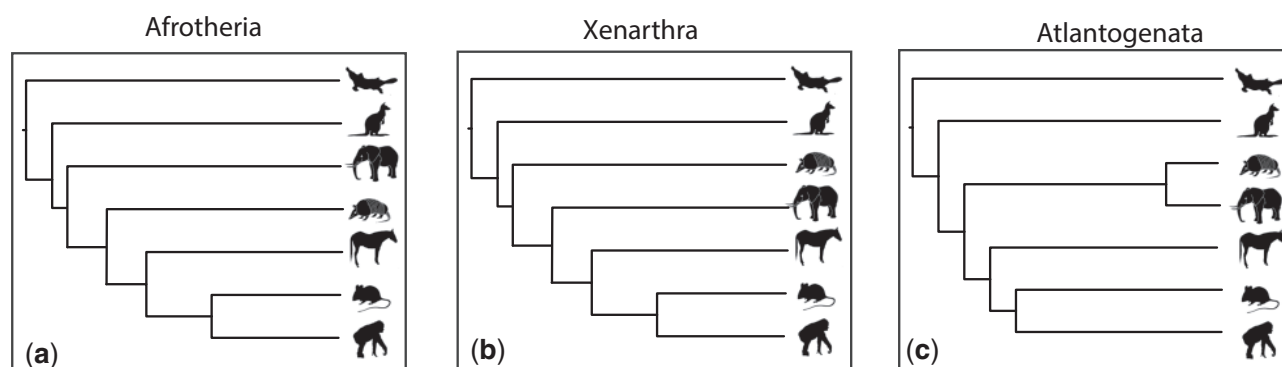 Afrotheria
Xenarthra
Atlantogenata
(a)
(b)
(c)